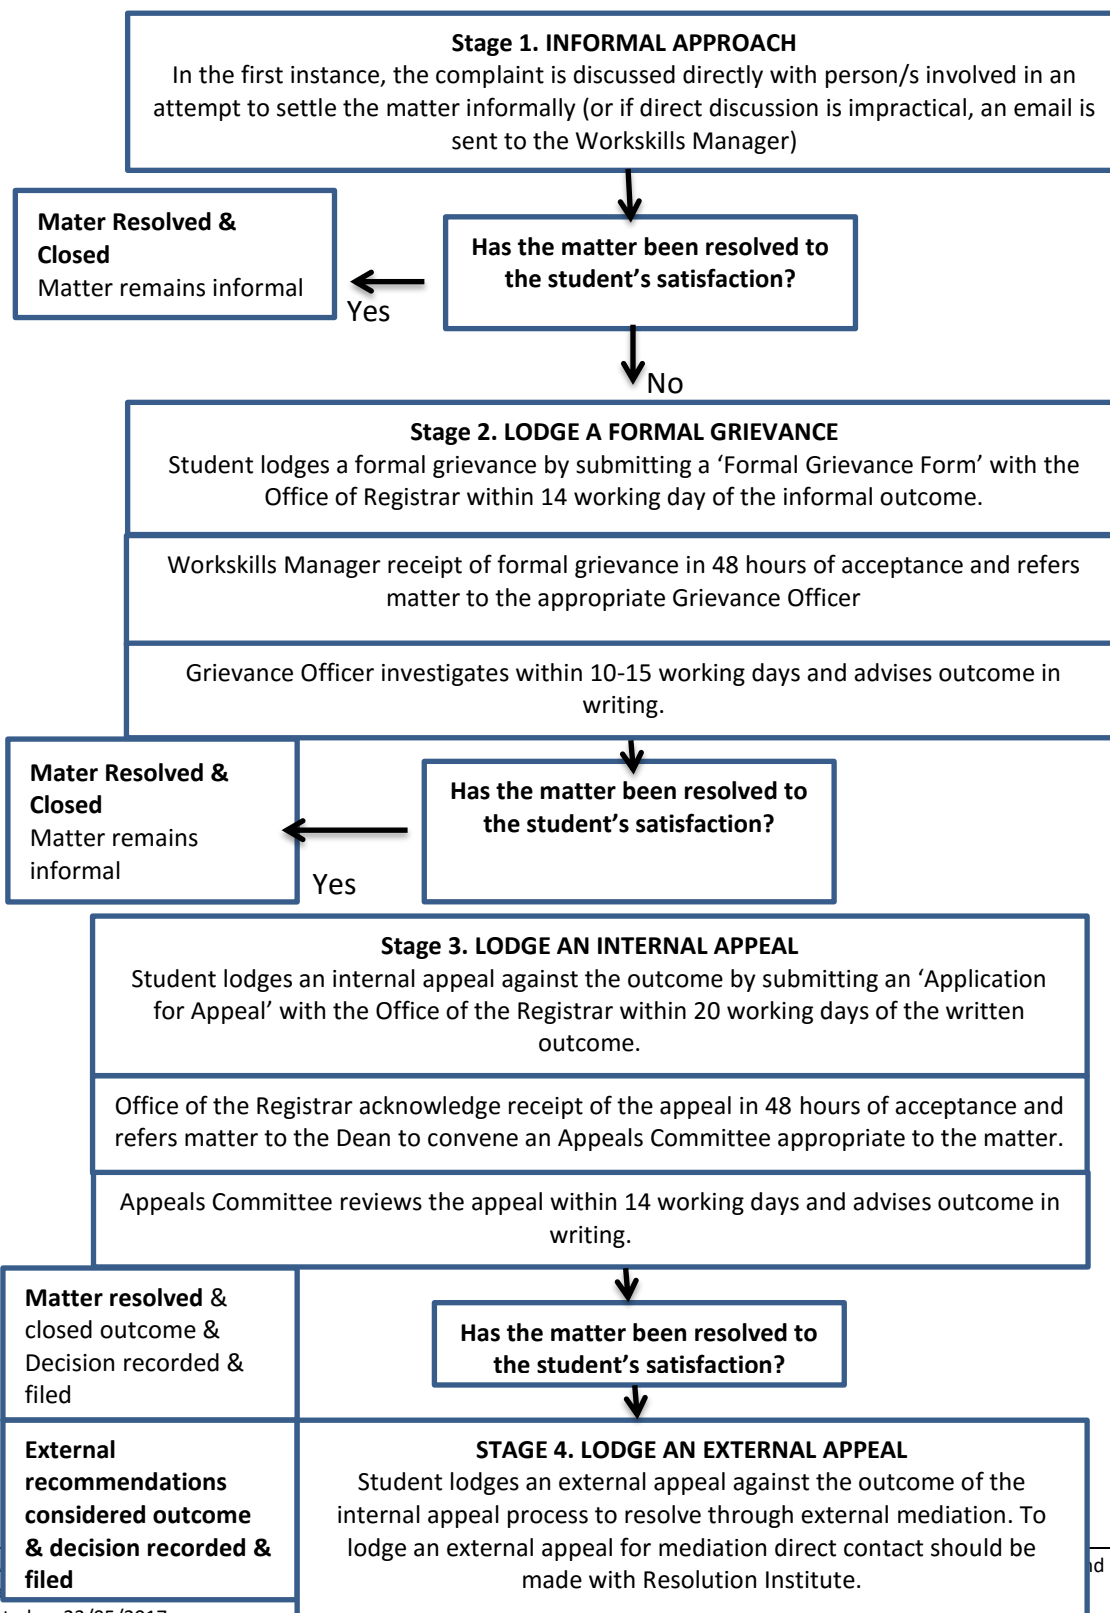 Stage 1. INFORMAL APPROACH
In the first instance, the complaint is discussed directly with person/s involved in an
attempt to settle the matter informally (or if direct discussion is impractical, an email is
sent to the Workskills Manager)
Mater Resolved &
Closed
Matter remains informal
Has the matter been resolved to
the student’s satisfaction?
Yes
No
Stage 2. LODGE A FORMAL GRIEVANCE
Student lodges a formal grievance by submitting a ‘Formal Grievance Form’ with the
Office of Registrar within 14 working day of the informal outcome.
Workskills Manager receipt of formal grievance in 48 hours of acceptance and refers
matter to the appropriate Grievance Officer
Grievance Officer investigates within 10-15 working days and advises outcome in
writing.
Mater Resolved &
Closed
Matter remains
informal
Has the matter been resolved to
the student’s satisfaction?
Yes
Stage 3. LODGE AN INTERNAL APPEAL
Student lodges an internal appeal against the outcome by submitting an ‘Application
for Appeal’ with the Office of the Registrar within 20 working days of the written
outcome.
Office of the Registrar acknowledge receipt of the appeal in 48 hours of acceptance and
refers matter to the Dean to convene an Appeals Committee appropriate to the matter.
Appeals Committee reviews the appeal within 14 working days and advises outcome in
writing.
Matter resolved &
closed outcome &
Decision recorded &
filed
Has the matter been resolved to
the student’s satisfaction?
External
recommendations
considered outcome
& decision recorded &
filed
STAGE 4. LODGE AN EXTERNAL APPEAL
Student lodges an external appeal against the outcome of the
internal appeal process to resolve through external mediation. To
lodge an external appeal for mediation direct contact should be
made with Resolution Institute.